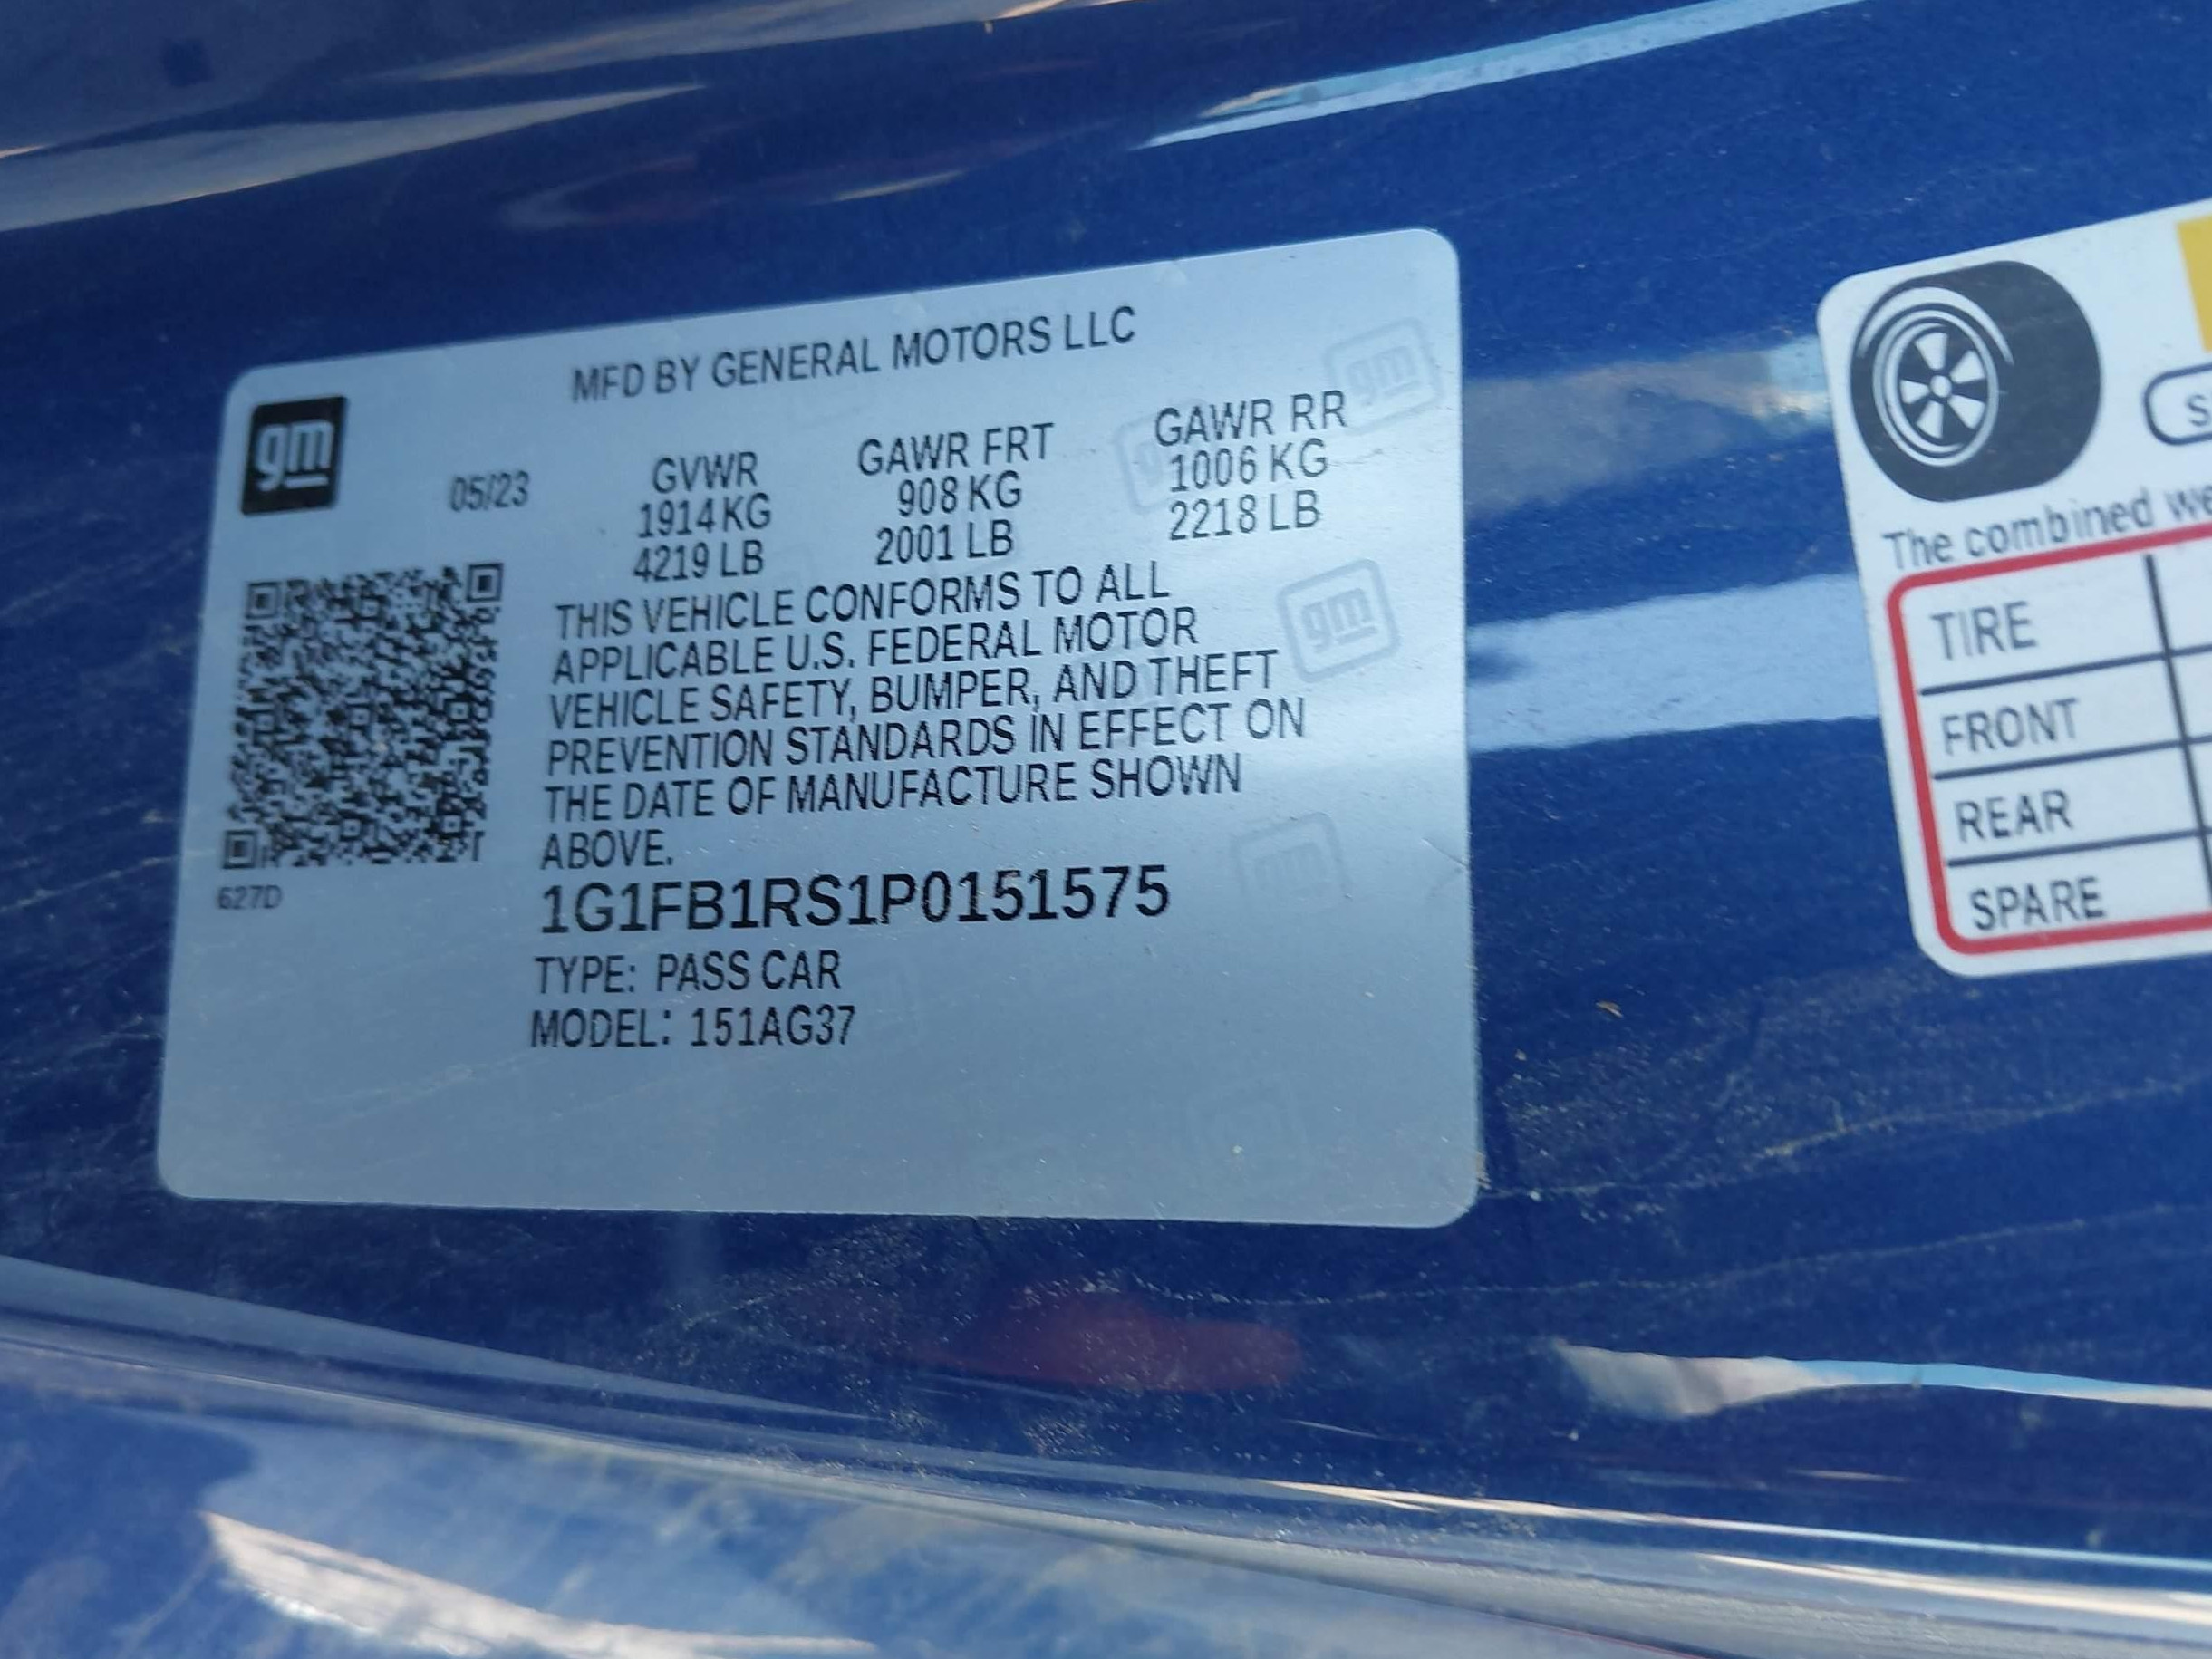 MFD BY GENERAL MOTORS LLC
gm
05/23
GVWR
1914 KG
4219 LB
GAWR FRT
908 KG
2001 LB
GAWR RR
1006 KG
2218 LB
THIS VEHICLE CONFORMS TO ALL
APPLICABLE U.S. FEDERAL MOTOR
VEHICLE SAFETY, BUMPER, AND THEFT
PREVENTION STANDARDS IN EFFECT ON
THE DATE OF MANUFACTURE SHOWN
ABOVE.
627D
1G1FB1RS1P0151575
TYPE: PASS CAR
MODEL: 151AG37
gm
gm
gm
The combined
TIRE
FRONT
REAR
SPARE